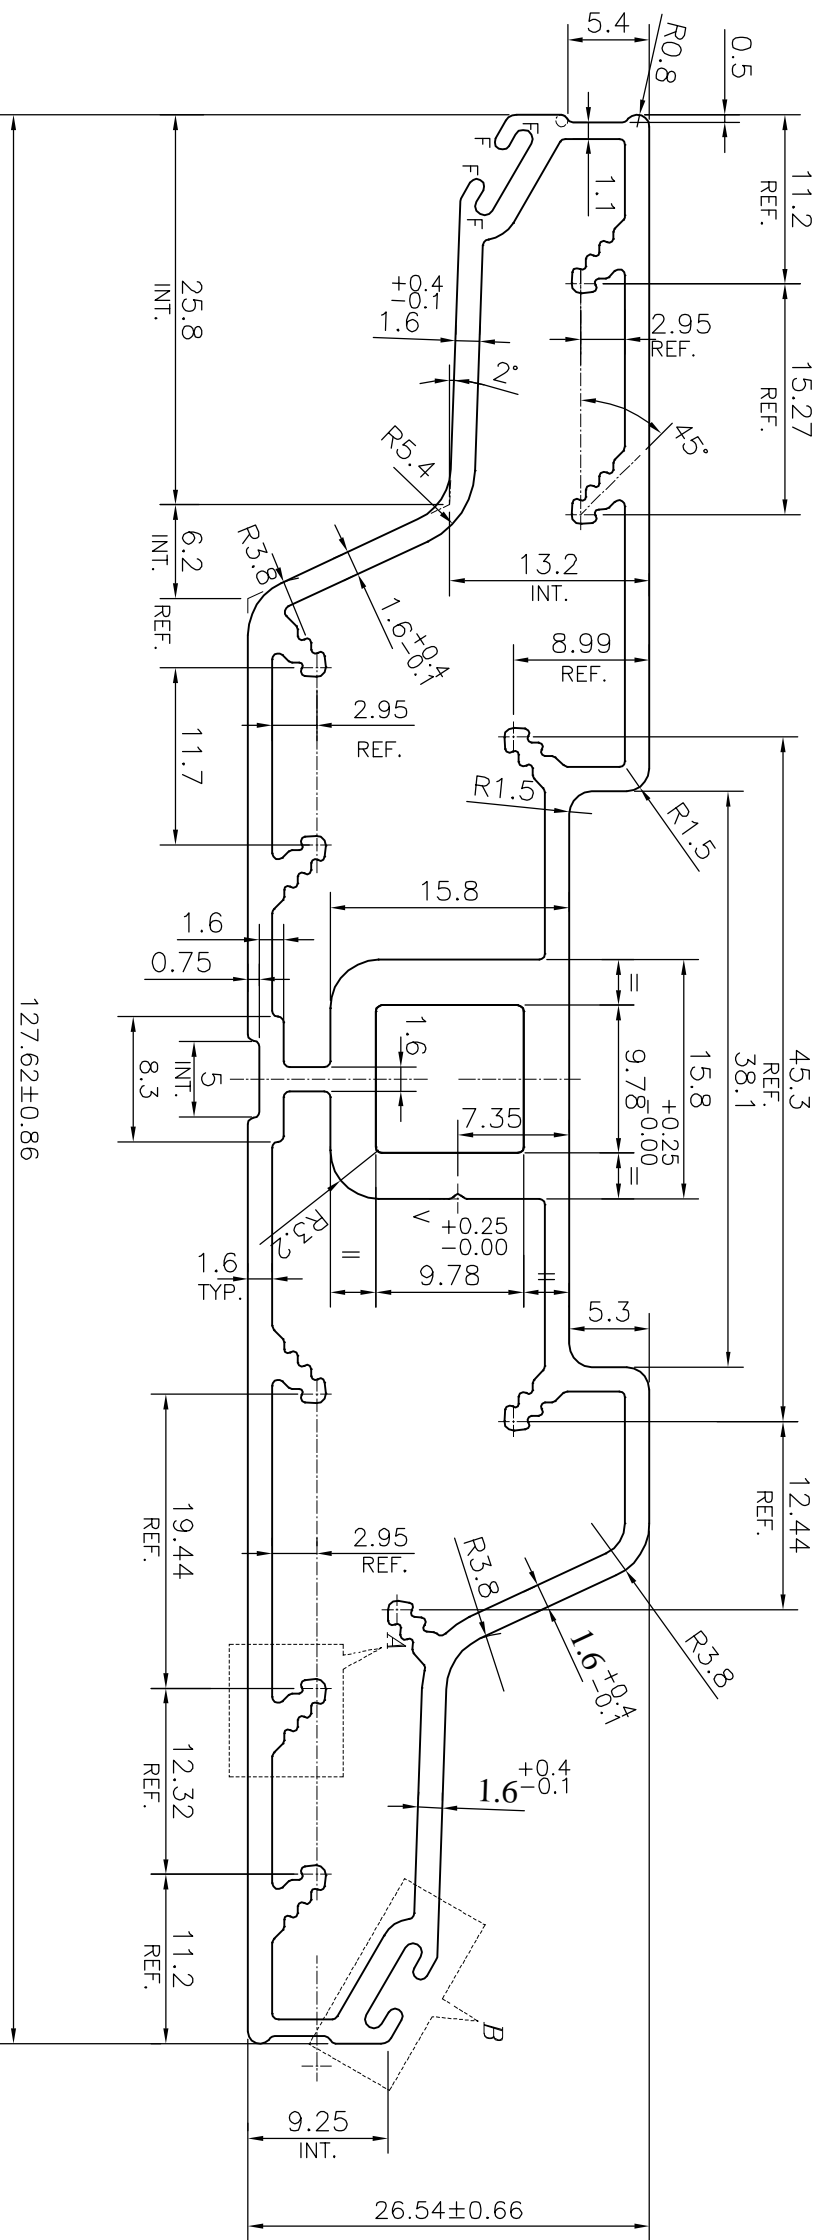 5.4
R0.8
0.5
11.2
REF.
1.1
F
F
F
F
25.8
INT.
+0.4
-0.1
1.6
2°
2.95
REF.
15.27
REF.
45°
R5.4
6.2
INT.
REF.
R3.8
1.6 +0.4
-0.1
13.2
INT.
8.99
REF.
11.7
2.95
REF.
R1.5
R1.5
15.8
1.6
0.75
1.6
=
9.78 +0.25
-0.00
=
15.8
38.1
45.3
REF.
7.35
5
INT.
8.3
127.62±0.86
R3.2
V
+0.25
-0.00
9.78
=
=
1.6
TYP.
5.3
12.44
REF.
19.44
REF.
2.95
REF.
R3.8
R3.8
1.6 +0.4
-0.1
A
12.32
REF.
1.6 +0.4
-0.1
11.2
REF.
B
9.25
INT.
26.54±0.66